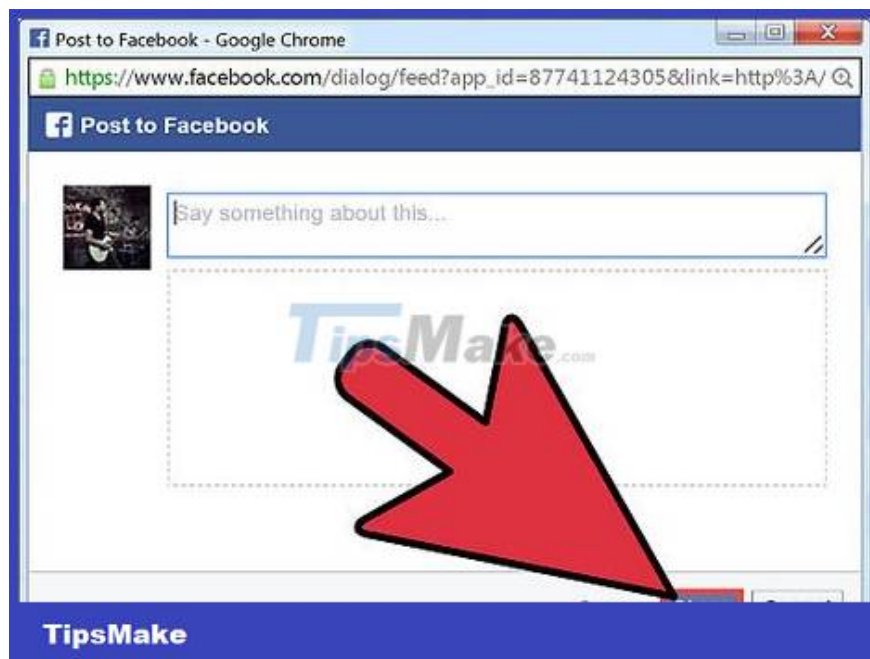 Post to Facebook - Google Chrome
https://www.facebook.com/dialog/feed?app_id=87741124305&link=http%3A/
Post to Facebook
Say something about this...
TipsMake.com
TipsMake